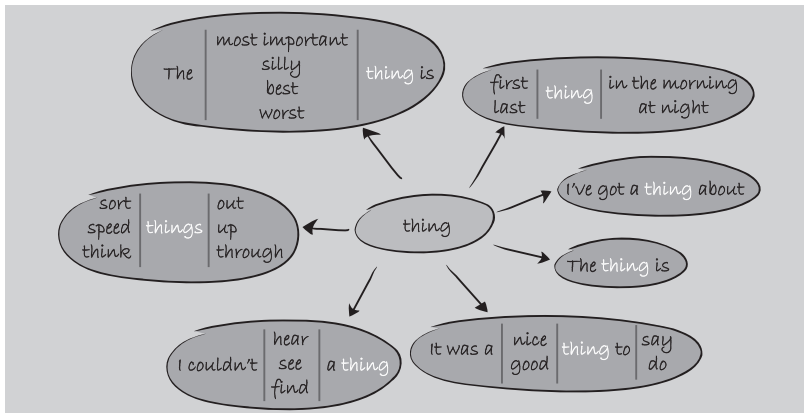 most important
silly
The thing is
best
worst
first thing in the morning
last at night
I've got a thing about
sort out
speed things up
think through
thing
The thing is
hear
I couldn't see a thing
find
It was a nice thing to say
good do